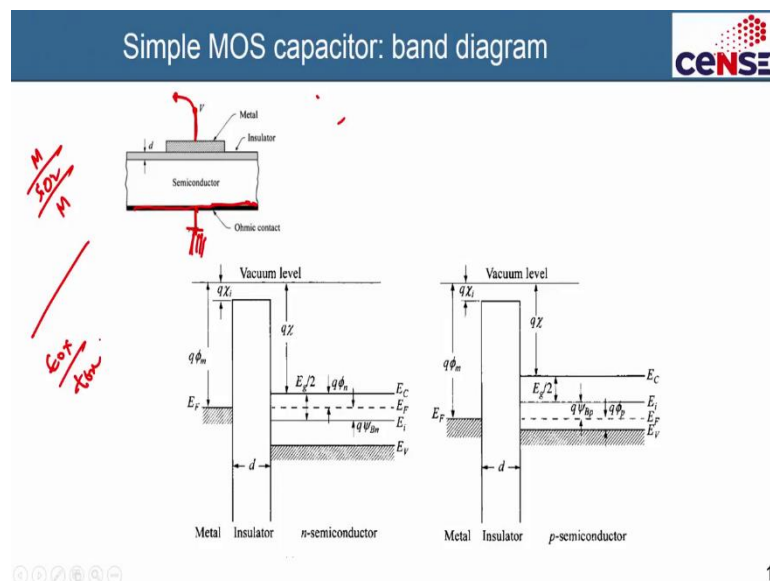 Simple MOS capacitor: band diagram
CeNSE
V
Metal
d
Insulator
Semiconductor
Ohmic contact
M
SO2
M
εox
tox
Vacuum level
qχi
qχ
qϕm
Eg/2
qϕn
EC
EF
EF
Ei
qψBn
EV
d
Metal Insulator n-semiconductor
Vacuum level
qχi
qχ
qϕm
Eg/2
EC
Ei
qψBp
qϕp
EF
EF
EV
d
Metal Insulator p-semiconductor
1